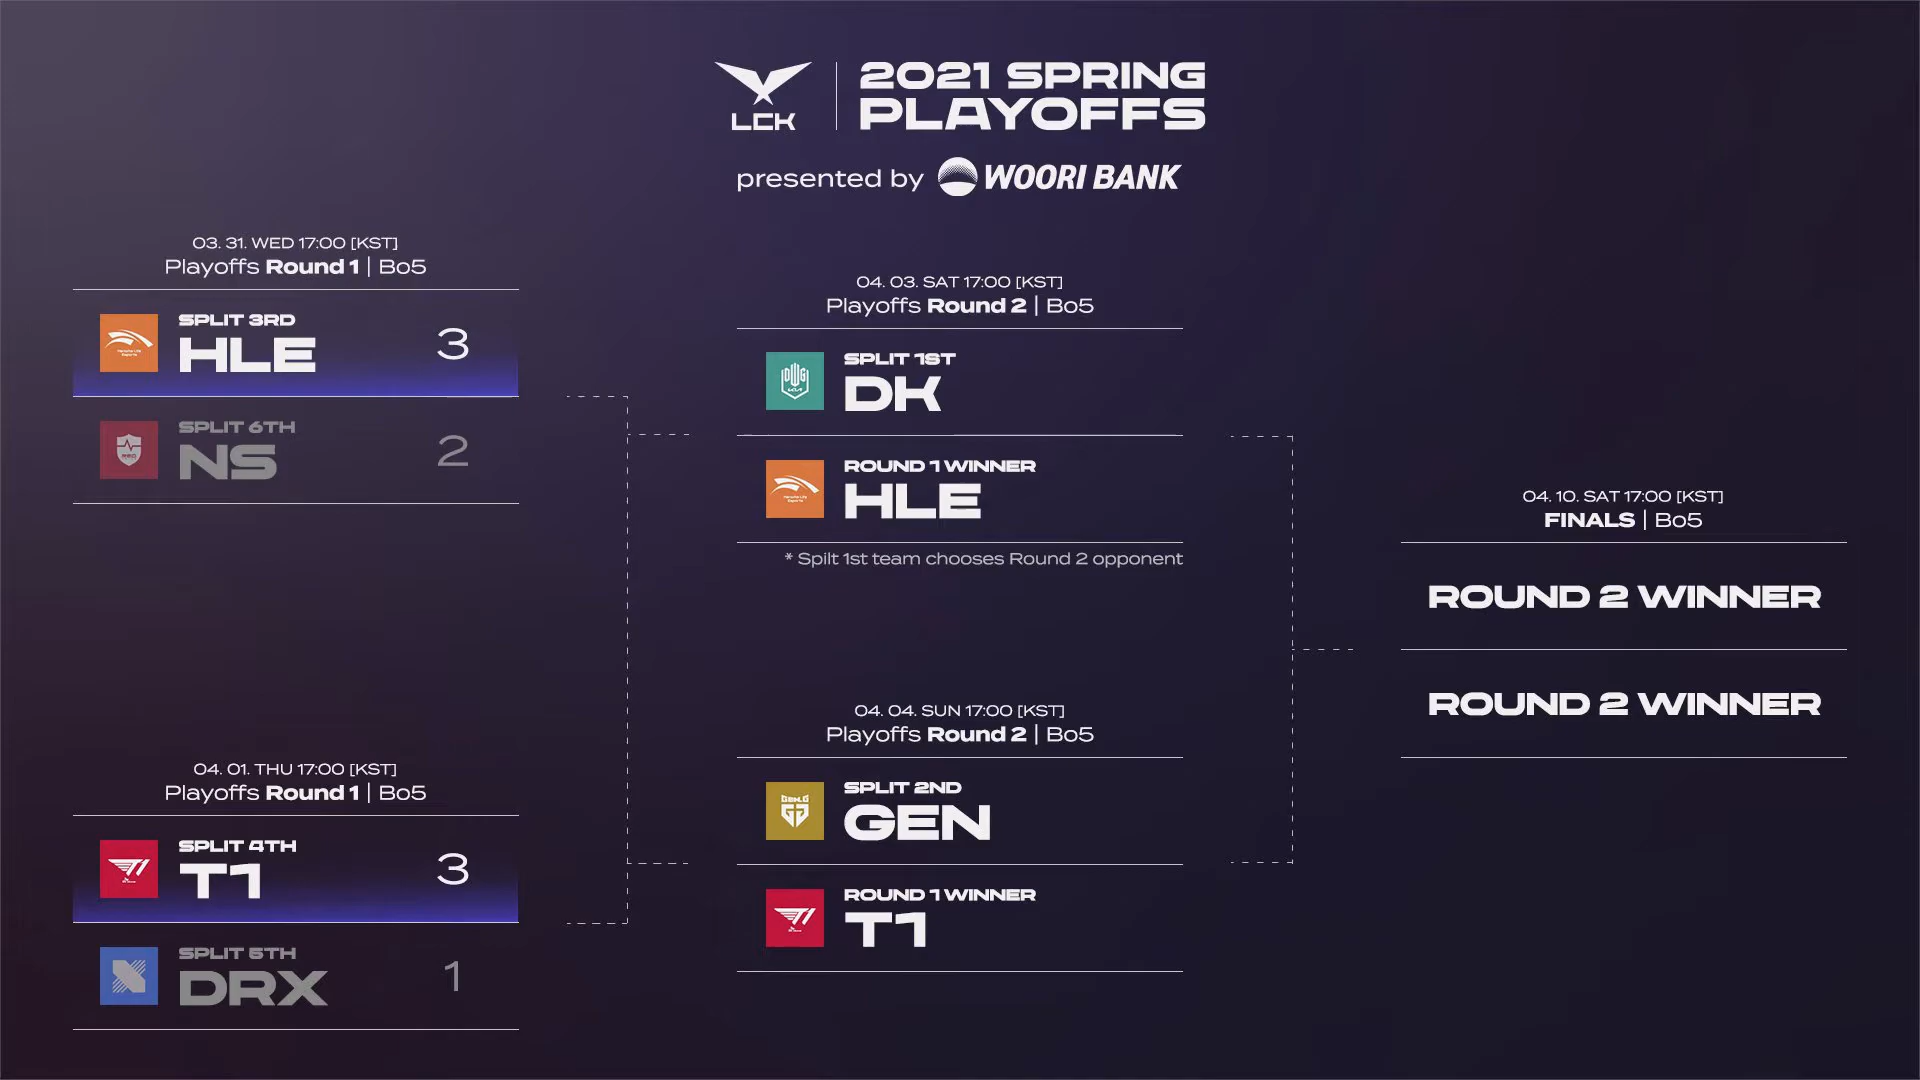 LCK
2021 SPRING
PLAYOFFS
presented by WOORI BANK
03. 31. WED 17:00 [KST]
Playoffs Round 1 | Bo5
SPLIT 3RD
HLE 3
SPLIT 6TH
NS 2
04. 01. THU 17:00 [KST]
Playoffs Round 1 | Bo5
SPLIT 4TH
T1 3
SPLIT 5TH
DRX 1
04. 03. SAT 17:00 [KST]
Playoffs Round 2 | Bo5
SPLIT 1ST
DK
ROUND 1 WINNER
HLE
* Spilt 1st team chooses Round 2 opponent
04. 04. SUN 17:00 [KST]
Playoffs Round 2 | Bo5
GEN.G
SPLIT 2ND
GEN
ROUND 1 WINNER
T1
04. 10. SAT 17:00 [KST]
FINALS | Bo5
ROUND 2 WINNER
ROUND 2 WINNER